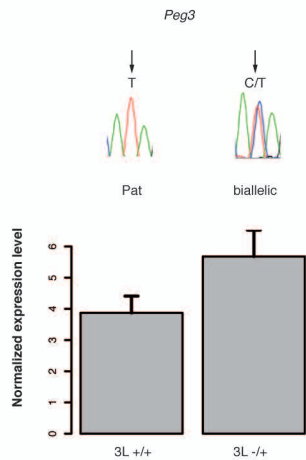 Peg3
T C/T
Pat biallelic
Normalized expression level
6
5
4
3
2
1
0
3L +/+ 3L -/+